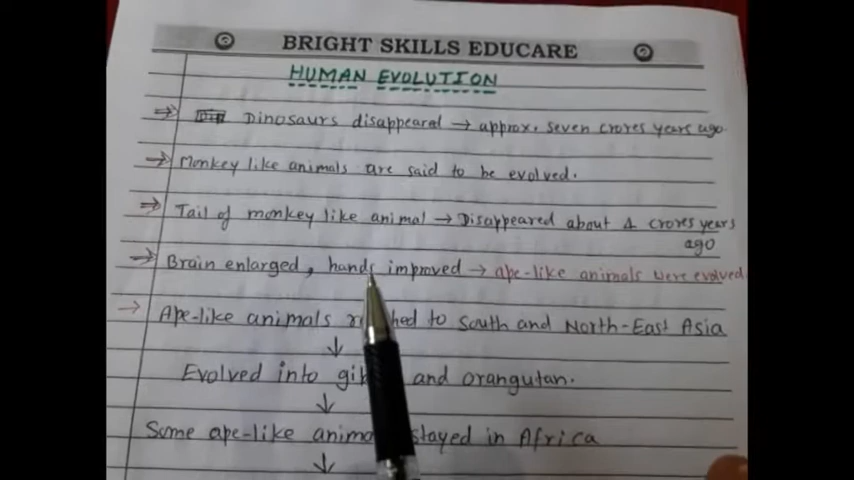 BRIGHT SKILLS EDUCARE
HUMAN EVOLUTION
⇒ Dinosaurs disappeared → approx. seven crores years ago
⇒ Monkey like animals are said to be evolved.
⇒ Tail of monkey like animal → Disappeared about 4 crores years
ago
⇒ Brain enlarged, hands improved → ape-like animals were evolved
→ Ape-like animals to South and North-East Asia
↓
Evolved into and orangutan.
↓
Some ape-like stayed in Africa
↓